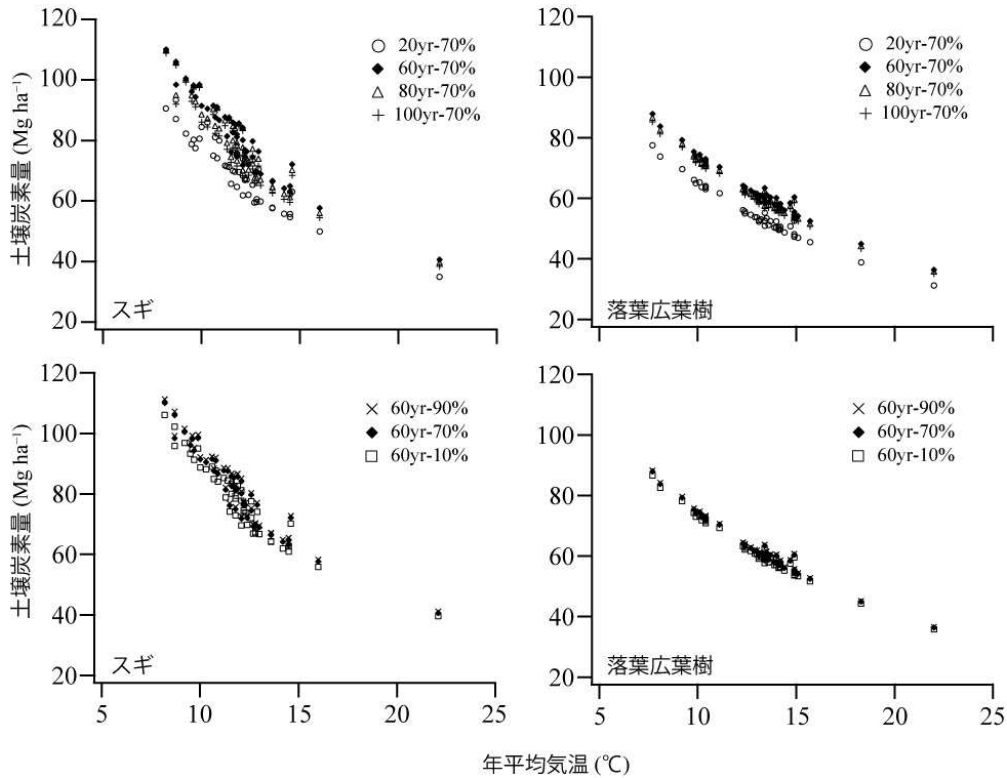 120
100
80
60
40
20
土壌炭素量 (Mg ha⁻¹)
○ 20yr-70%
◆ 60yr-70%
△ 80yr-70%
+ 100yr-70%
スギ
120
100
80
60
40
20
○ 20yr-70%
◆ 60yr-70%
△ 80yr-70%
+ 100yr-70%
落葉広葉樹
120
100
80
60
40
20
土壌炭素量 (Mg ha⁻¹)
× 60yr-90%
◆ 60yr-70%
□ 60yr-10%
スギ
5 10 15 20 25
120
100
80
60
40
20
× 60yr-90%
◆ 60yr-70%
□ 60yr-10%
落葉広葉樹
5 10 15 20 25
年平均気温 (℃)